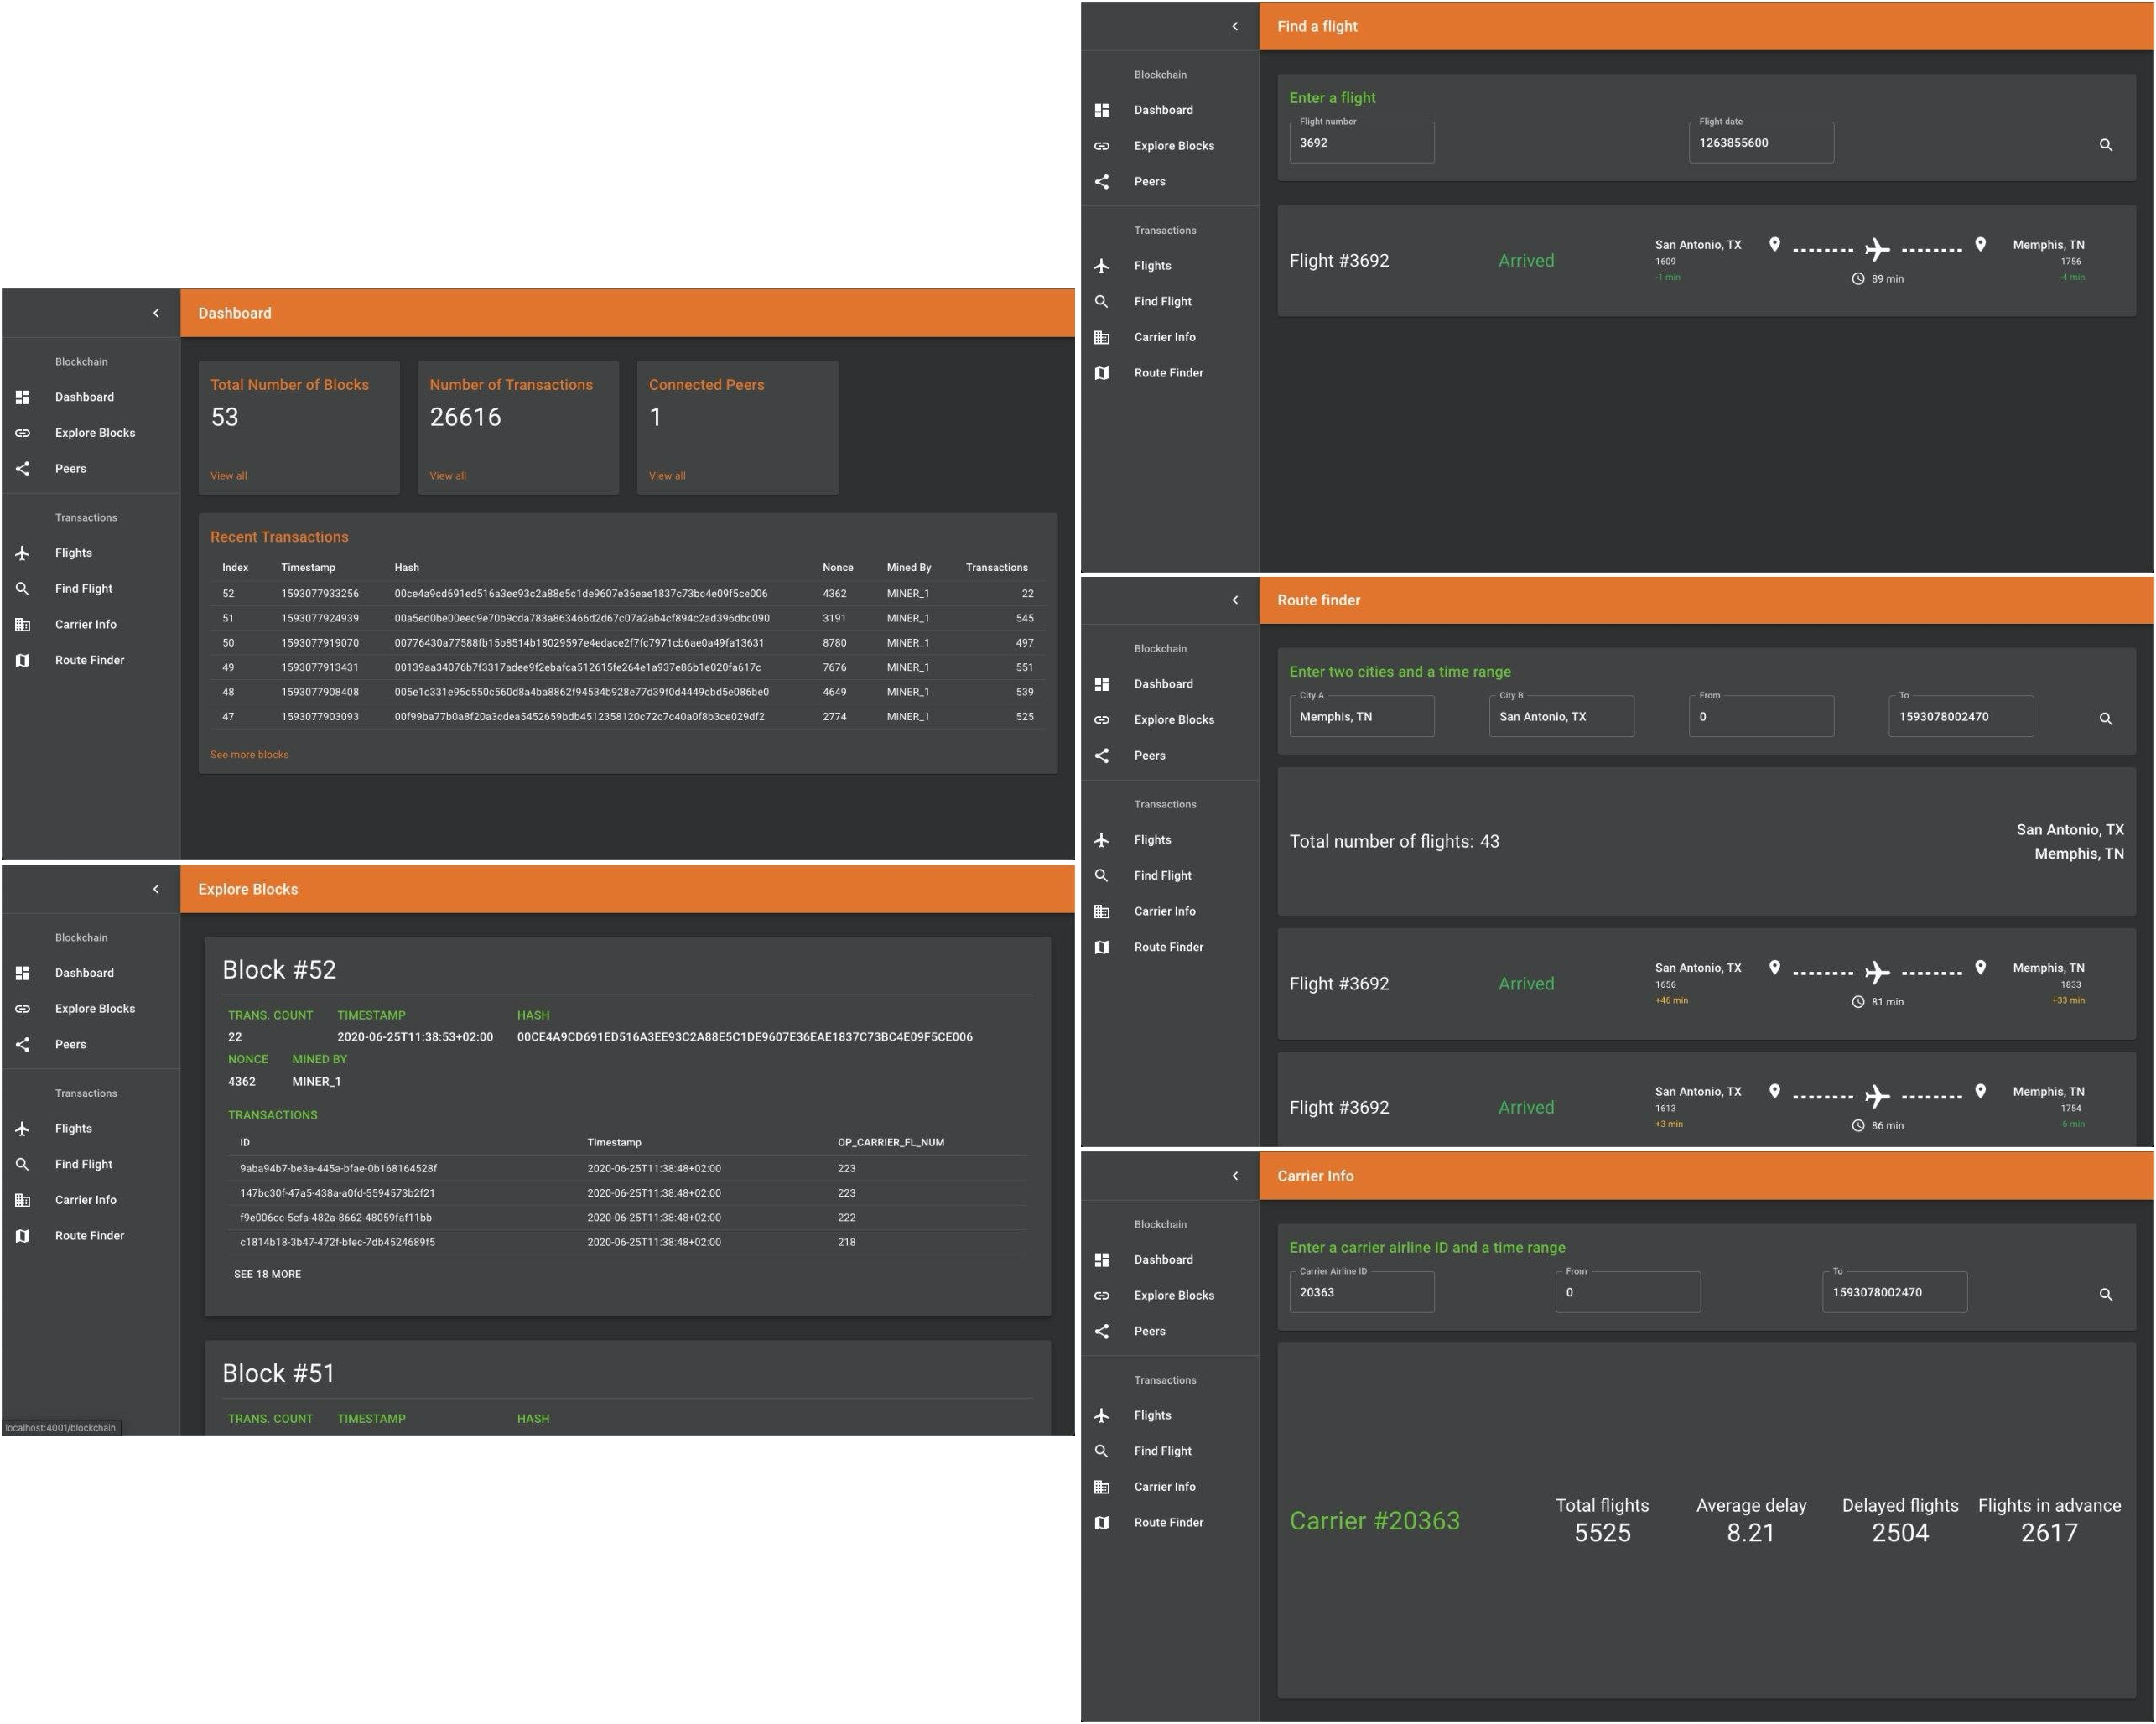 Dashboard
Blockchain
Dashboard
Explore Blocks
Peers
Transactions
Flights
Find Flight
Carrier Info
Route Finder
Total Number of Blocks
53
View all
Number of Transactions
26616
View all
Connected Peers
1
View all
Recent Transactions
Index Timestamp Hash Nonce Mined By Transactions
52 1593077933256 00ce4a9cd691ed516a3ee93c2a88e5c1de9607e36eae1837c73bc4e09f5ce006 4362 MINER_1 22
51 1593077924939 00a5ed0be00eec9e70b9cda783a863466d2d67c07a2ab4cf894c2ad396dbc090 3191 MINER_1 545
50 1593077919070 00776430a77588fb15b8514b18029597e4edace2f7fc7971cb6ae0a49fa13631 8780 MINER_1 497
49 1593077913431 00139aa34076b7f3317adee9f2ebafca512615fe264e1a937e86b1e020fa617c 7676 MINER_1 551
48 1593077908408 005e1c331e95c550c560d8a4ba8862f94534b928e77d39f0d4449cbd5e086be0 4649 MINER_1 539
47 1593077903093 00f99ba77b0a8f20a3cdea5452659bdb4512358120c72c7c40a0f8b3ce029df2 2774 MINER_1 525
See more blocks
Explore Blocks
Blockchain
Dashboard
Explore Blocks
Peers
Transactions
Flights
Find Flight
Carrier Info
Route Finder
localhost:4001/blockchain
Block #52
TRANS. COUNT TIMESTAMP HASH
22 2020-06-25T11:38:53+02:00 00CE4A9CD691ED516A3EE93C2A88E5C1DE9607E36EAE1837C73BC4E09F5CE006
NONCE MINED BY
4362 MINER_1
TRANSACTIONS
ID Timestamp OP_CARRIER_FL_NUM
9aba94b7-be3a-445a-bfae-0b168164528f 2020-06-25T11:38:48+02:00 223
147bc30f-47a5-438a-a0fd-5594573b2f21 2020-06-25T11:38:48+02:00 223
f9e006cc-5cfa-482a-8662-48059faf11bb 2020-06-25T11:38:48+02:00 222
c1814b18-3b47-472f-bfec-7db4524689f5 2020-06-25T11:38:48+02:00 218
SEE 18 MORE
Block #51
TRANS. COUNT TIMESTAMP HASH
Find a flight
Blockchain
Dashboard
Explore Blocks
Peers
Transactions
Flights
Find Flight
Carrier Info
Route Finder
Enter a flight
Flight number Flight date
3692 1263855600
Flight #3692 Arrived
San Antonio, TX
1609
-1 min
89 min
Memphis, TN
1756
-4 min
Route finder
Blockchain
Dashboard
Explore Blocks
Peers
Transactions
Flights
Find Flight
Carrier Info
Route Finder
Enter two cities and a time range
City A City B From To
Memphis, TN San Antonio, TX 0 1593078002470
Total number of flights: 43
San Antonio, TX
Memphis, TN
Flight #3692 Arrived
San Antonio, TX
1656
+46 min
81 min
Memphis, TN
1833
+33 min
Flight #3692 Arrived
San Antonio, TX
1613
+3 min
86 min
Memphis, TN
1754
-6 min
Carrier Info
Blockchain
Dashboard
Explore Blocks
Peers
Transactions
Flights
Find Flight
Carrier Info
Route Finder
Enter a carrier airline ID and a time range
Carrier Airline ID From To
20363 0 1593078002470
Carrier #20363
Total flights Average delay Delayed flights Flights in advance
5525 8.21 2504 2617